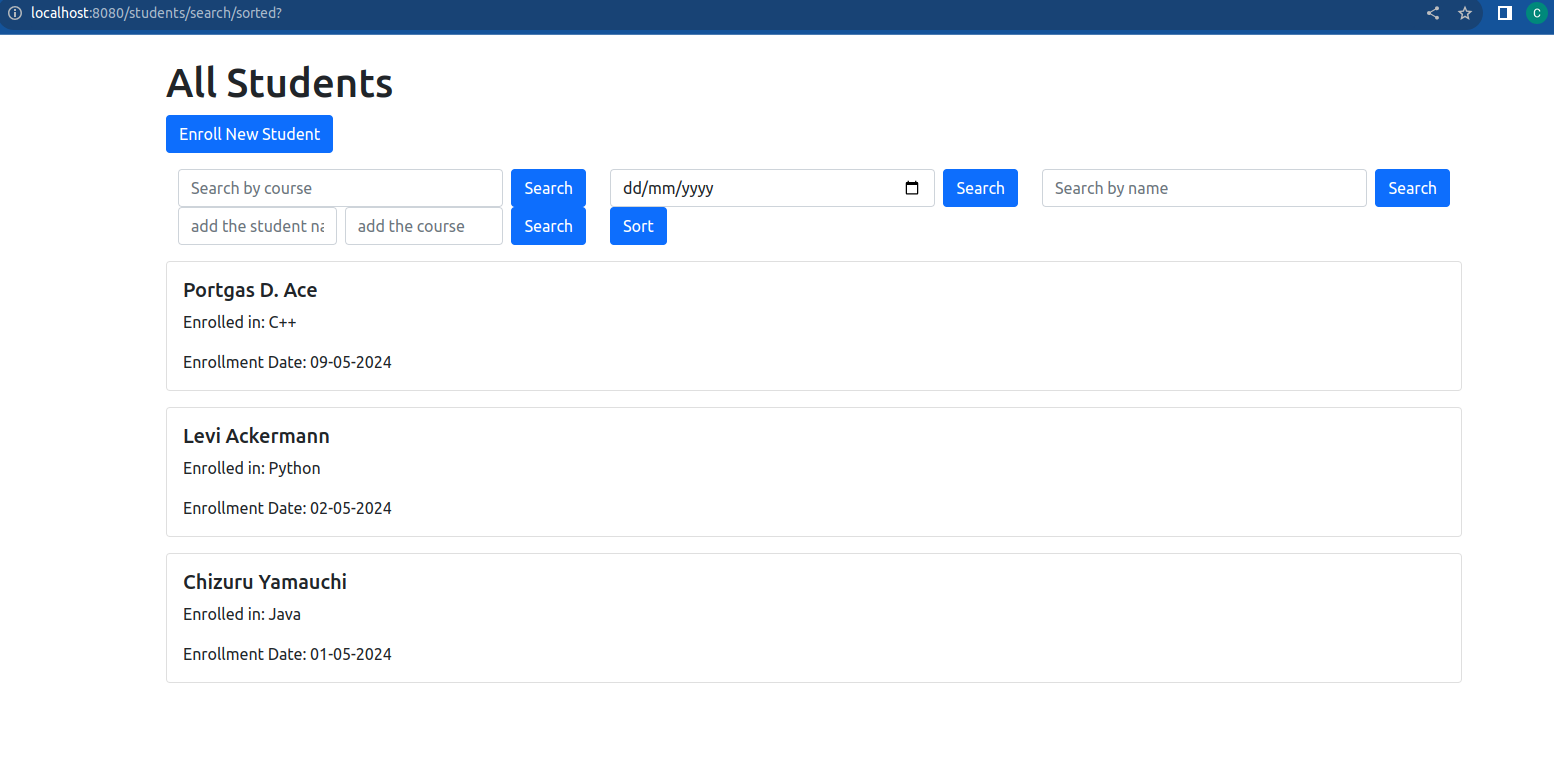 localhost:8080/students/search/sorted?
C
All Students
Enroll New Student
Search by course Search dd/mm/yyyy Search Search by name Search
add the student na add the course Search Sort
Portgas D. Ace
Enrolled in: C++
Enrollment Date: 09-05-2024
Levi Ackermann
Enrolled in: Python
Enrollment Date: 02-05-2024
Chizuru Yamauchi
Enrolled in: Java
Enrollment Date: 01-05-2024